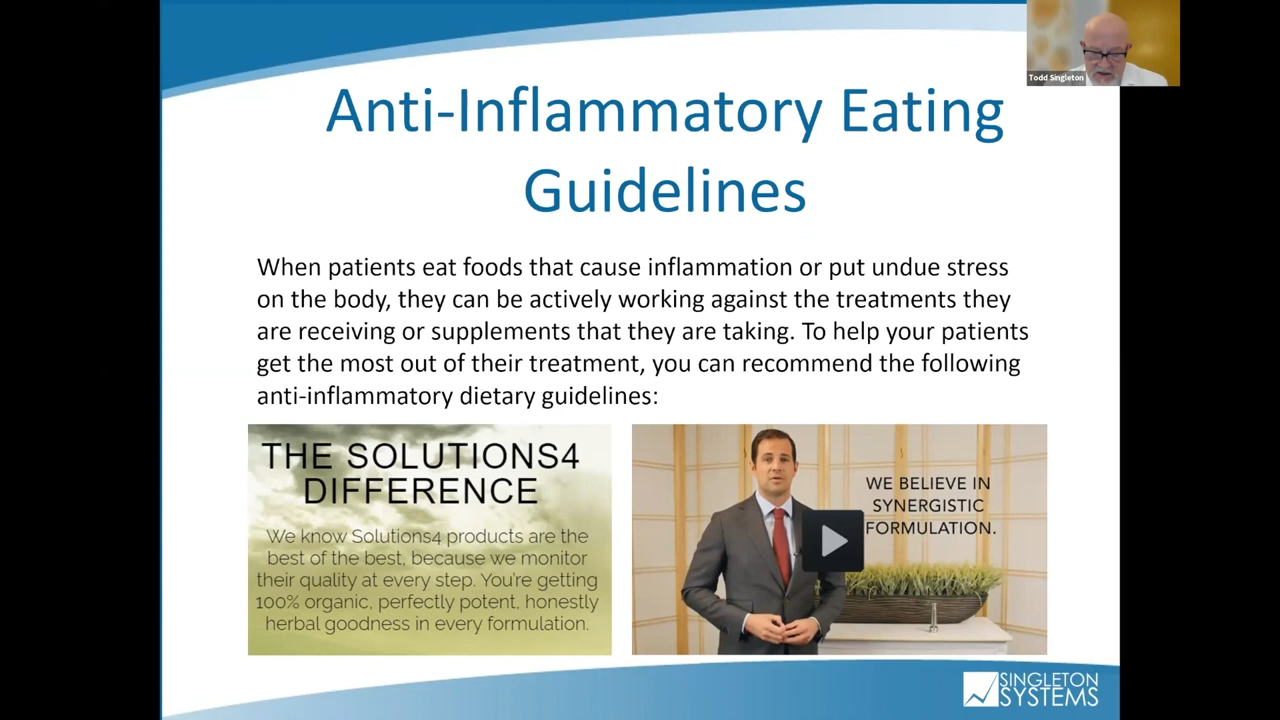 Todd Singleton
Anti-Inflammatory Eating
Guidelines
When patients eat foods that cause inflammation or put undue stress
on the body, they can be actively working against the treatments they
are receiving or supplements that they are taking. To help your patients
get the most out of their treatment, you can recommend the following
anti-inflammatory dietary guidelines:
THE SOLUTIONS4
DIFFERENCE
We know Solutions4 products are the
best of the best, because we monitor
their quality at every step. You're getting
100% organic, perfectly potent, honestly
herbal goodness in every formulation.
WE BELIEVE IN
SYNERGISTIC
FORMULATION.
SINGLETON
SYSTEMS